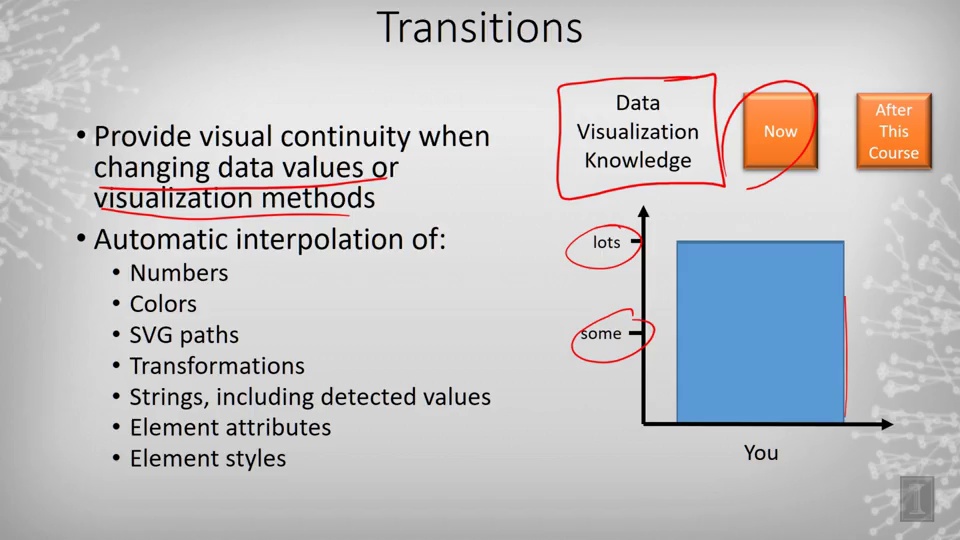 Transitions
• Provide visual continuity when
changing data values or
visualization methods
• Automatic interpolation of:
• Numbers
• Colors
• SVG paths
• Transformations
• Strings, including detected values
• Element attributes
• Element styles
Data
Visualization
Knowledge
Now
After
This
Course
lots
some
You